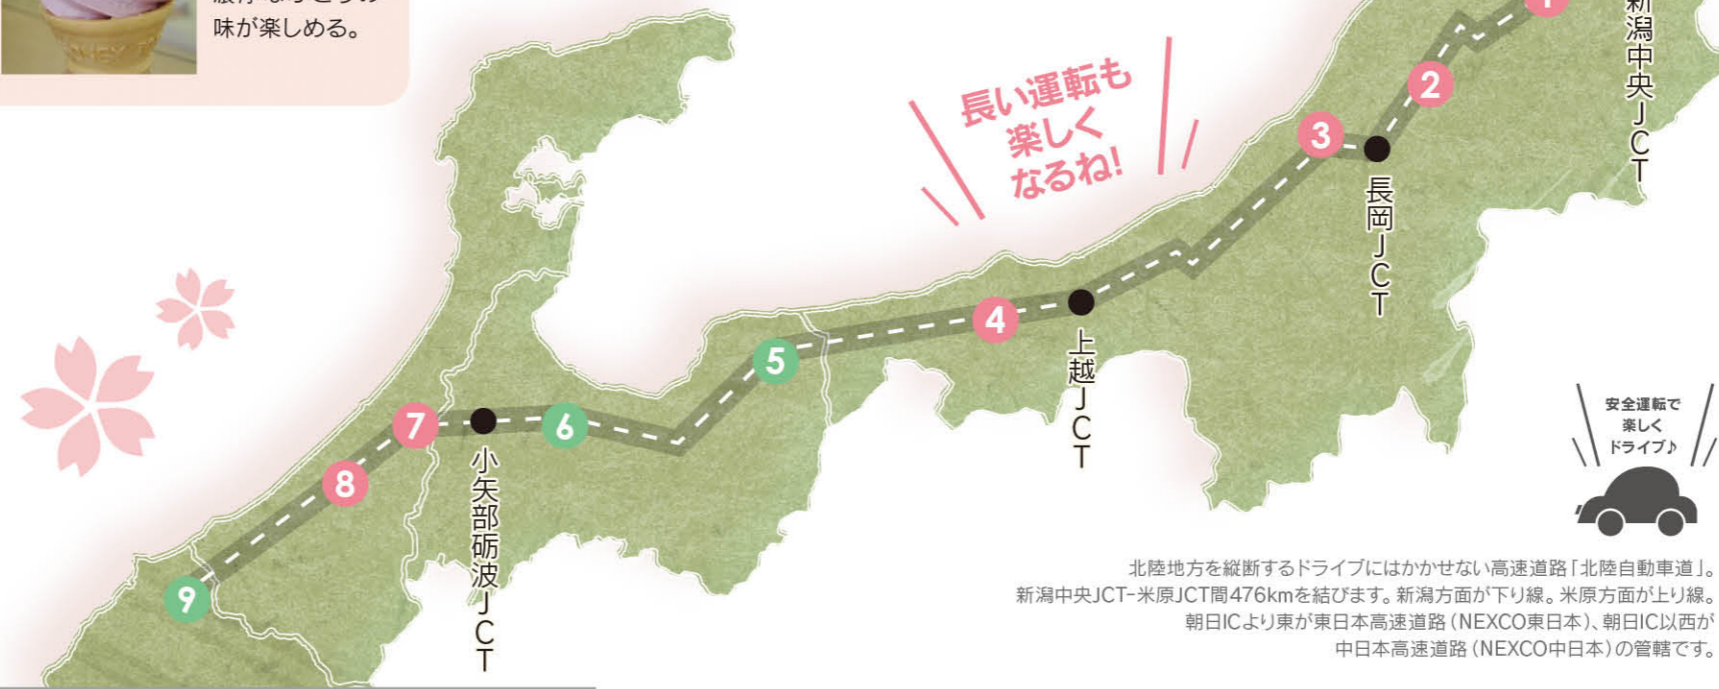 味が楽しめる。
長い運転も
楽しく
なるね!
1
新潟中央JCT
2
3
長岡JCT
4
上越JCT
5
6
小矢部砺波JCT
7
8
9
安全運転で
楽しく
ドライブ♪
北陸地方を縦断するドライブにはかかせない高速道路「北陸自動車道」。
新潟中央JCT-米原JCT間476kmを結びます。新潟方面が下り線。米原方面が上り線。
朝日ICより東が東日本高速道路(NEXCO東日本)、朝日IC以西が
中日本高速道路(NEXCO中日本)の管轄です。